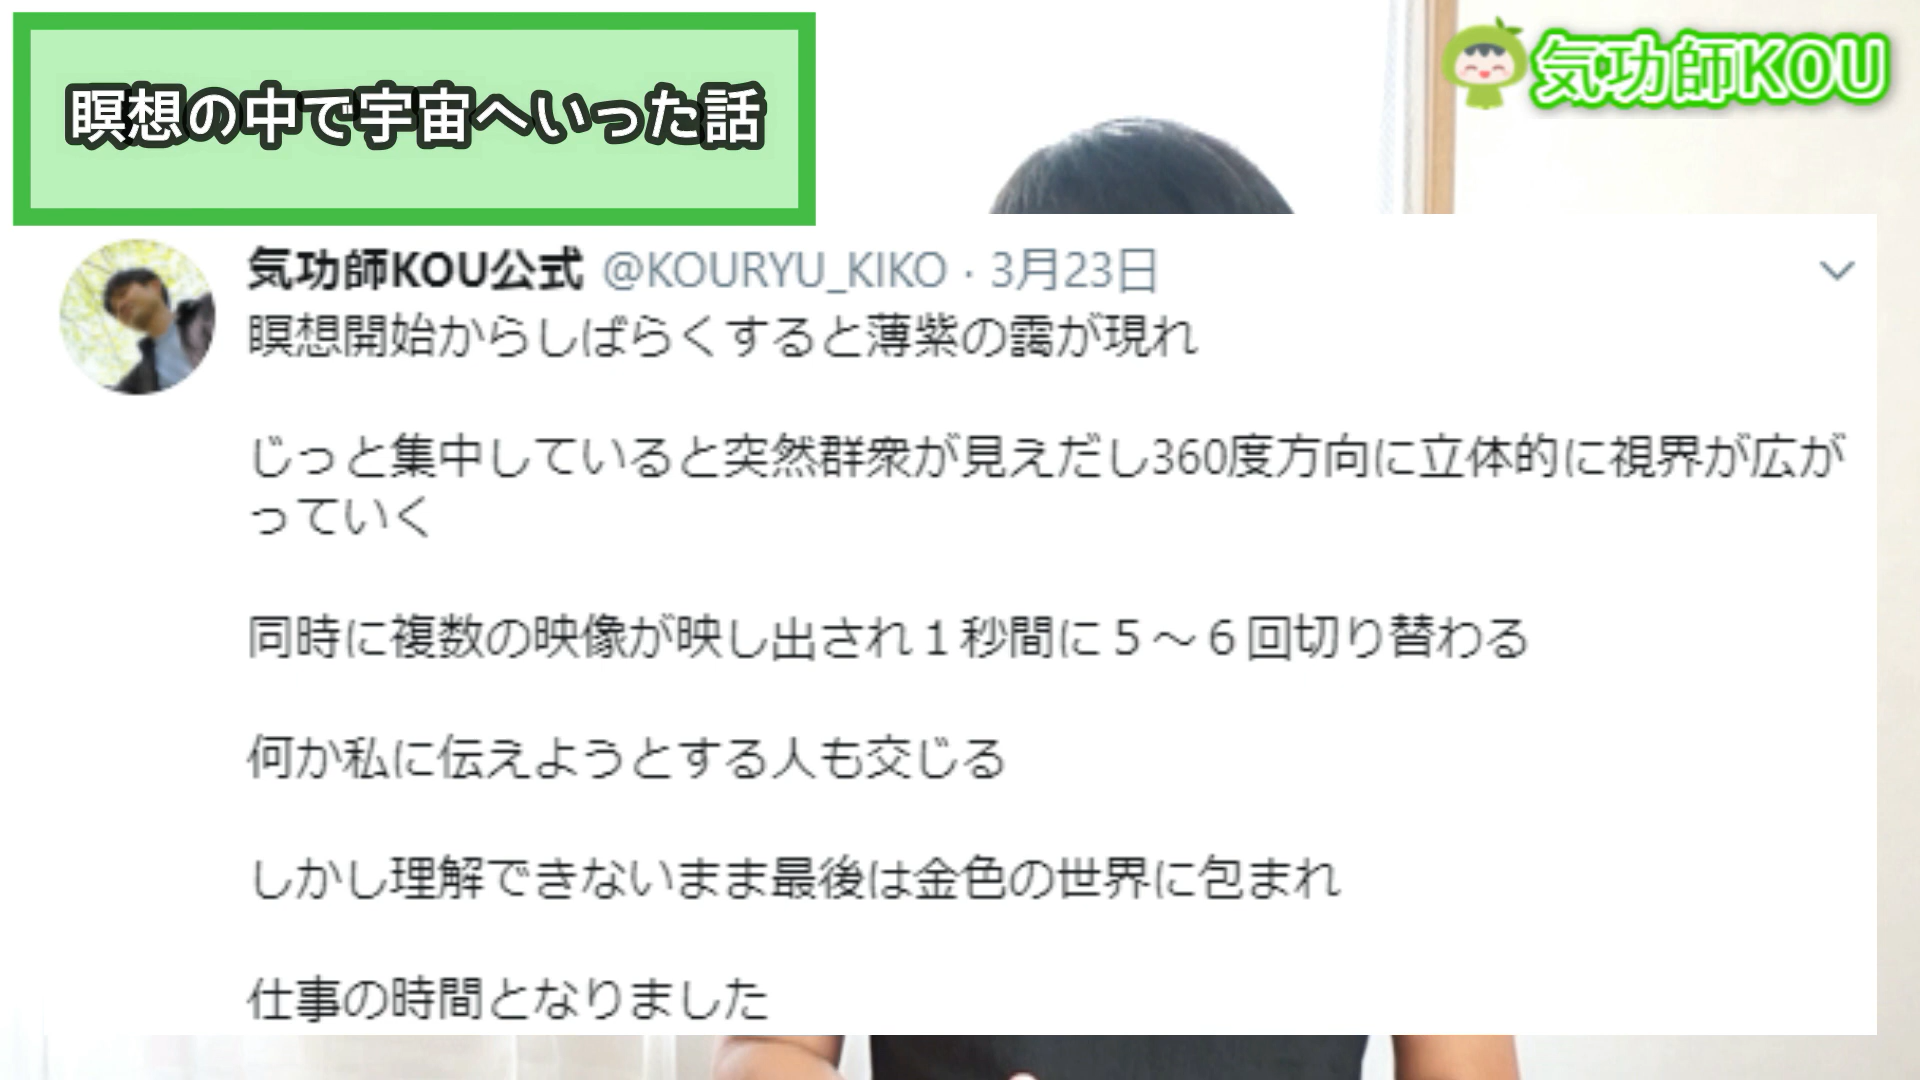 瞑想の中で宇宙へいった話
気功師KOU
気功師KOU公式 @KOURYU_KIKO · 3月23日
瞑想開始からしばらくすると薄紫の靄が現れ
じっと集中していると突然群衆が見えだし360度方向に立体的に視界が広が
っていく
同時に複数の映像が映し出され１秒間に５～６回切り替わる
何か私に伝えようとする人も交じる
しかし理解できないまま最後は金色の世界に包まれ
仕事の時間となりました